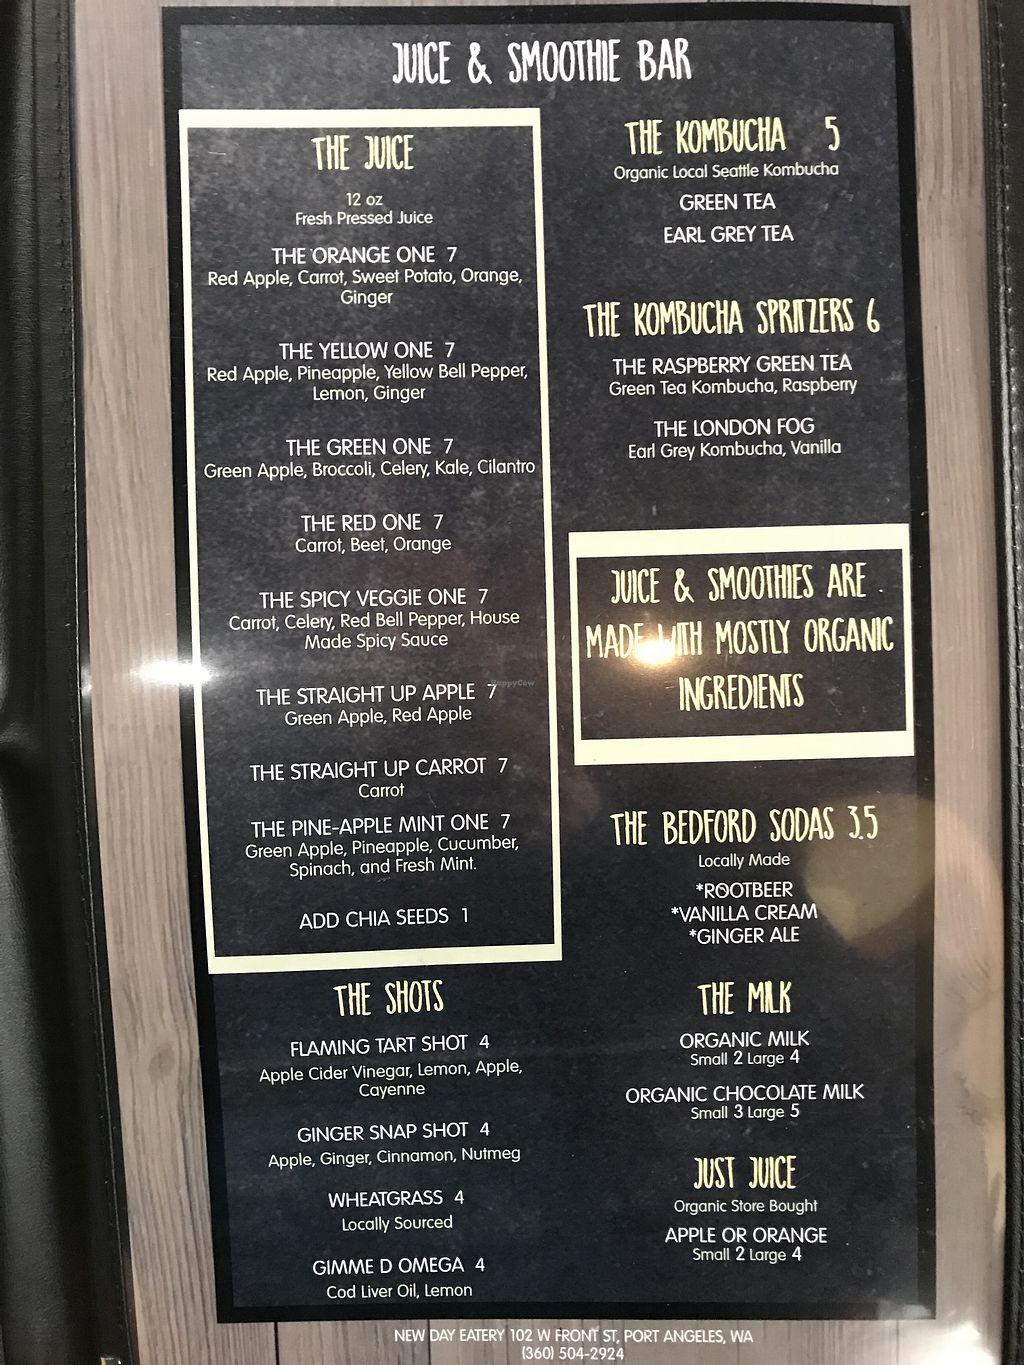 JUICE & SMOOTHIE BAR
THE JUICE
12 oz
Fresh Pressed Juice
THE ORANGE ONE 7
Red Apple, Carrot, Sweet Potato, Orange,
Ginger
THE YELLOW ONE 7
Red Apple, Pineapple, Yellow Bell Pepper,
Lemon, Ginger
THE GREEN ONE 7
Green Apple, Broccoli, Celery, Kale, Cilantro
THE RED ONE 7
Carrot, Beet, Orange
THE SPICY VEGGIE ONE 7
Carrot, Celery, Red Bell Pepper, House
Made Spicy Sauce
THE STRAIGHT UP APPLE 7
Green Apple, Red Apple
THE STRAIGHT UP CARROT 7
Carrot
THE PINE-APPLE MINT ONE 7
Green Apple, Pineapple, Cucumber,
Spinach, and Fresh Mint.
ADD CHIA SEEDS 1
THE SHOTS
FLAMING TART SHOT 4
Apple Cider Vinegar, Lemon, Apple,
Cayenne
GINGER SNAP SHOT 4
Apple, Ginger, Cinnamon, Nutmeg
WHEATGRASS 4
Locally Sourced
GIMME D OMEGA 4
Cod Liver Oil, Lemon
THE KOMBUCHA 5
Organic Local Seattle Kombucha
GREEN TEA
EARL GREY TEA
THE KOMBUCHA SPRITZERS 6
THE RASPBERRY GREEN TEA
Green Tea Kombucha, Raspberry
THE LONDON FOG
Earl Grey Kombucha, Vanilla
JUICE & SMOOTHIES ARE
MADE WITH MOSTLY ORGANIC
INGREDIENTS
THE BEDFORD SODAS 3.5
Locally Made
*ROOTBEER
*VANILLA CREAM
*GINGER ALE
THE MILK
ORGANIC MILK
Small 2 Large 4
ORGANIC CHOCOLATE MILK
Small 3 Large 5
JUST JUICE
Organic Store Bought
APPLE OR ORANGE
Small 2 Large 4
NEW DAY EATERY 102 W FRONT ST, PORT ANGELES, WA
(360) 504-2924
HappyCow